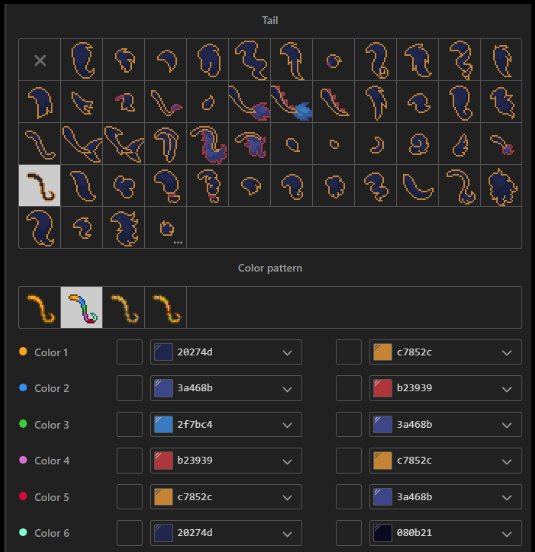 Tail
...
Color pattern
Color 1 20274d c7852c
Color 2 3a468b b23939
Color 3 2f7bc4 3a468b
Color 4 b23939 c7852c
Color 5 c7852c 3a468b
Color 6 20274d 080b21